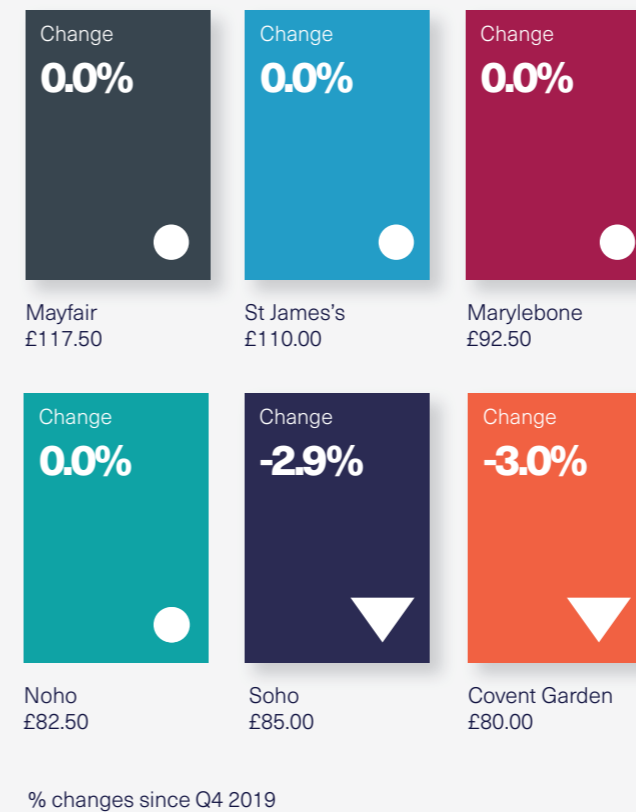 Change
0.0%
Mayfair
£117.50
Change
0.0%
St James's
£110.00
Change
0.0%
Marylebone
£92.50
Change
0.0%
Noho
£82.50
Change
-2.9%
Soho
£85.00
Change
-3.0%
Covent Garden
£80.00
% changes since Q4 2019